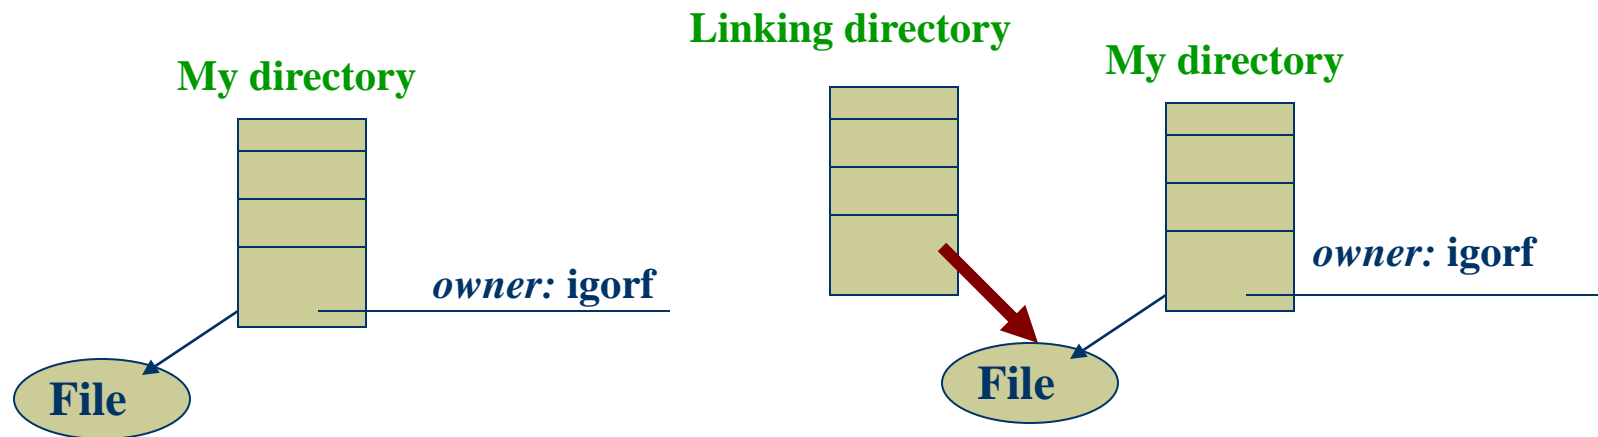 My directory
owner: igorf
File
Linking directory
My directory
owner: igorf
File